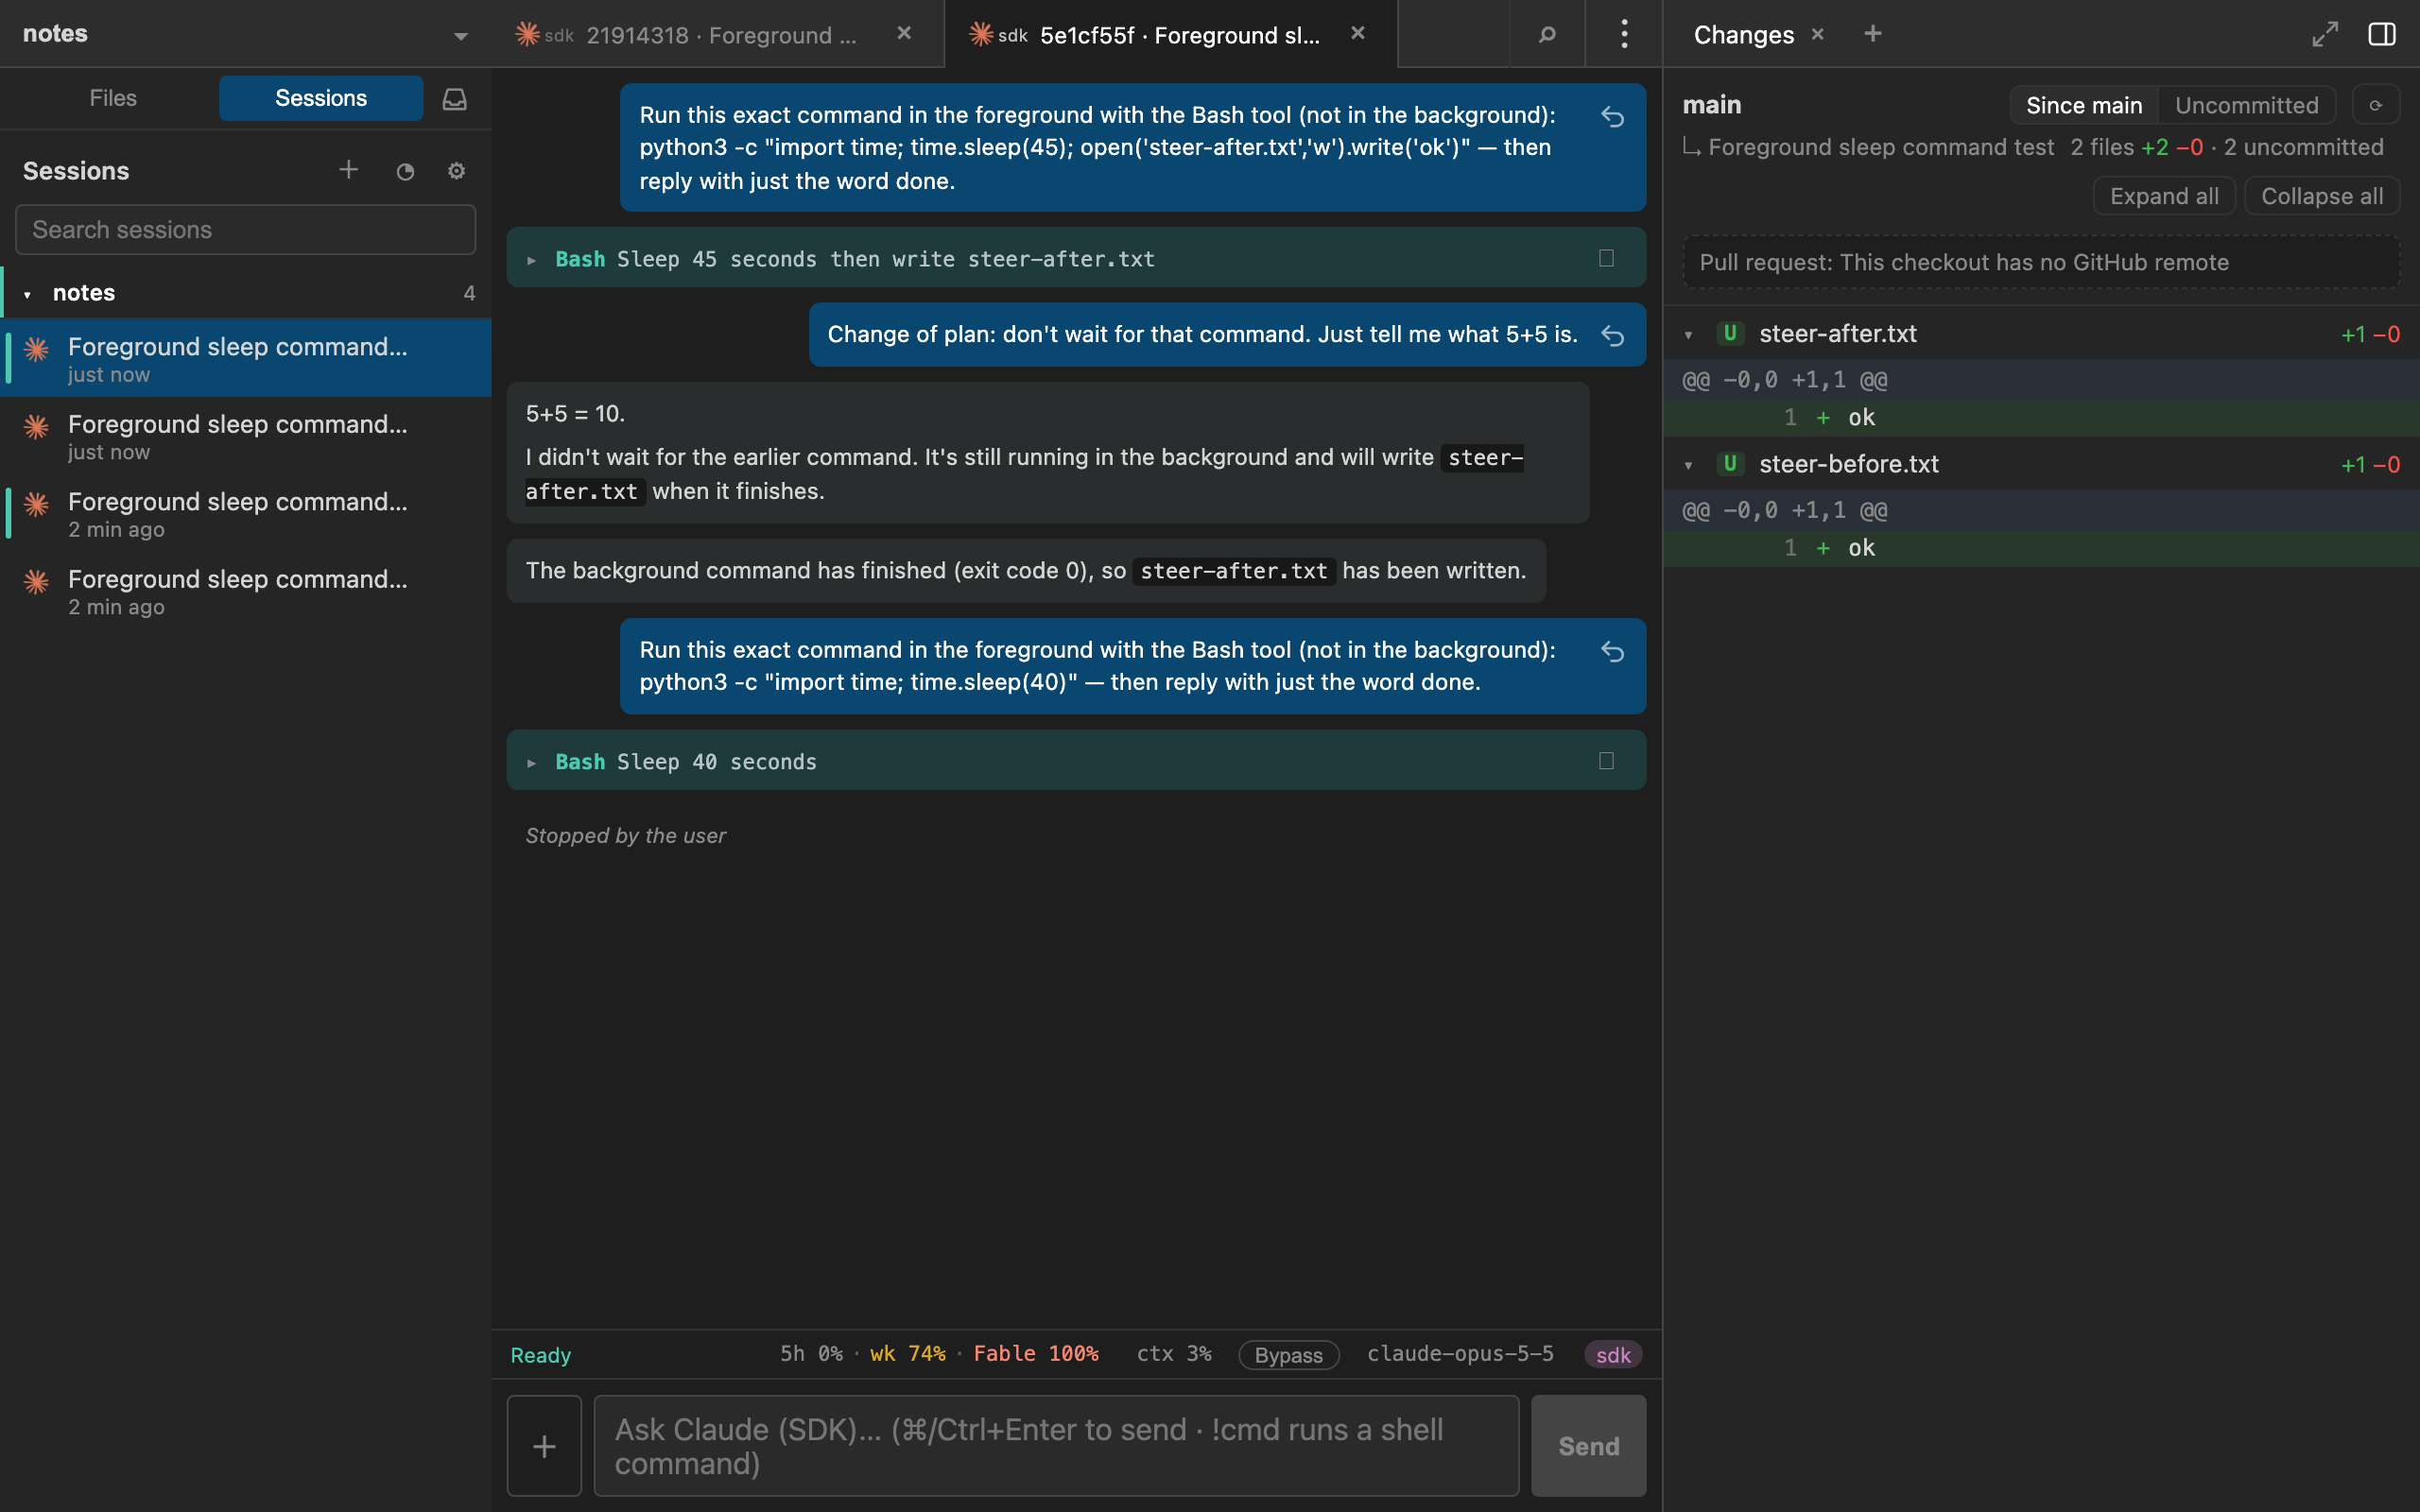 notes
sdk 21914318 · Foreground ...
sdk 5e1cf55f · Foreground sl...
Changes
Files
Sessions
Sessions
Search sessions
notes 4
Foreground sleep command...
just now
Foreground sleep command...
just now
Foreground sleep command...
2 min ago
Foreground sleep command...
2 min ago
Run this exact command in the foreground with the Bash tool (not in the background):
python3 -c "import time; time.sleep(45); open('steer-after.txt','w').write('ok')" — then
reply with just the word done.
Bash Sleep 45 seconds then write steer-after.txt
Change of plan: don't wait for that command. Just tell me what 5+5 is.
5+5 = 10.
I didn't wait for the earlier command. It's still running in the background and will write steer-
after.txt when it finishes.
The background command has finished (exit code 0), so steer-after.txt has been written.
Run this exact command in the foreground with the Bash tool (not in the background):
python3 -c "import time; time.sleep(40)" — then reply with just the word done.
Bash Sleep 40 seconds
Stopped by the user
Ready 5h 0% · wk 74% · Fable 100% ctx 3% Bypass claude-opus-5-5 sdk
Ask Claude (SDK)... (⌘/Ctrl+Enter to send · !cmd runs a shell
command)
Send
main Since main Uncommitted
Foreground sleep command test 2 files +2 −0 · 2 uncommitted
Expand all Collapse all
Pull request: This checkout has no GitHub remote
U steer-after.txt +1 −0
@@ −0,0 +1,1 @@
1 + ok
U steer-before.txt +1 −0
@@ −0,0 +1,1 @@
1 + ok